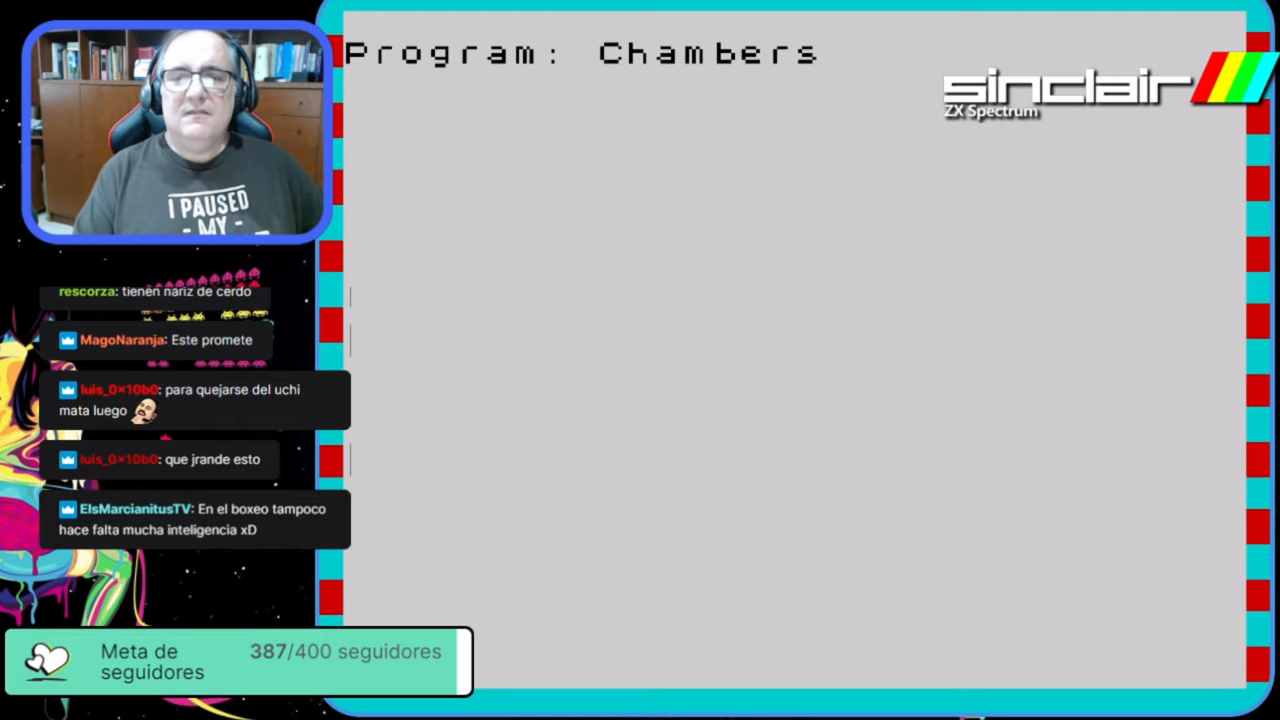 Program: Chambers
sinclair
ZX Spectrum
I PAUSED
- MY -
rescorza: tienen nariz de cerdo
MagoNaranja: Este promete
luis_0x10b0: para quejarse del uchi
mata luego
luis_0x10b0: que jrande esto
ElsMarcianitusTV: En el boxeo tampoco
hace falta mucha inteligencia xD
Meta de
seguidores
387/400 seguidores